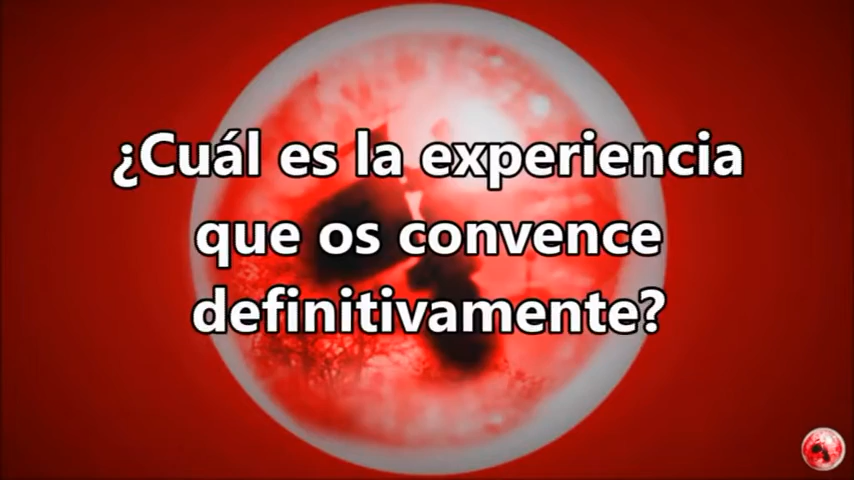 ¿Cuál es la experiencia
que os convence
definitivamente?